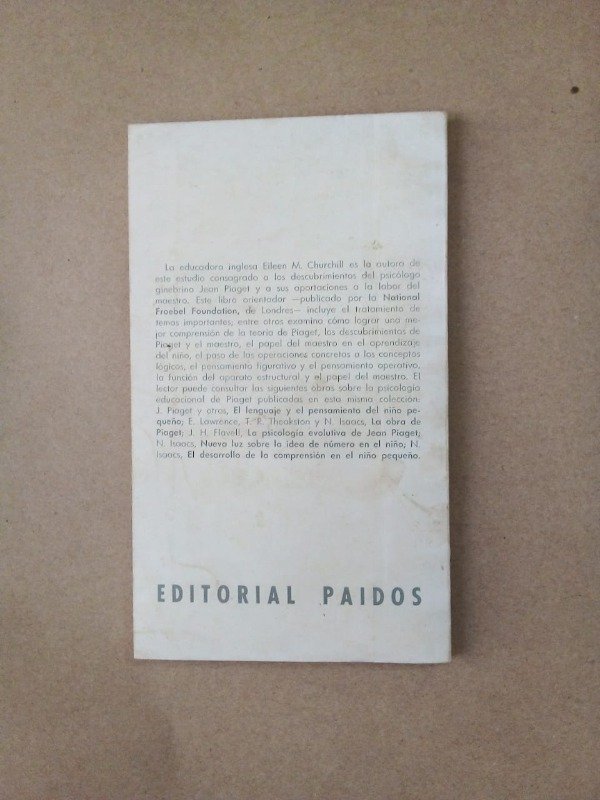 La educadora inglesa Eileen M. Churchill es la autora de
este estudio consagrado a los descubrimientos del psicólogo
ginebrino Jean Piaget y a sus aportaciones a la labor del
maestro. Este libro orientador —publicado por la National
Froebel Foundation, de Londres— incluye el tratamiento de
temas importantes; entre otros examina cómo lograr una me-
jor comprensión de la teoría de Piaget, los descubrimientos de
Piaget y el maestro, el papel del maestro en el aprendizaje
del niño, el paso de las operaciones concretas a los conceptos
lógicos, el pensamiento figurativo y el pensamiento operativo,
la función del aparato estructural y el papel del maestro. El
lector puede consultar las siguientes obras sobre la psicología
educacional de Piaget publicadas en esta misma colección:
J. Piaget y otros, El lenguaje y el pensamiento del niño pe-
queño; E. Lawrence, T. R. Theakston y N. Isaacs, La obra de
Piaget; J. H. Flavell, La psicología evolutiva de Jean Piaget;
N. Isaacs, Nueva luz sobre la idea de número en el niño; N.
Isaacs, El desarrollo de la comprensión en el niño pequeño.
EDITORIAL PAIDOS